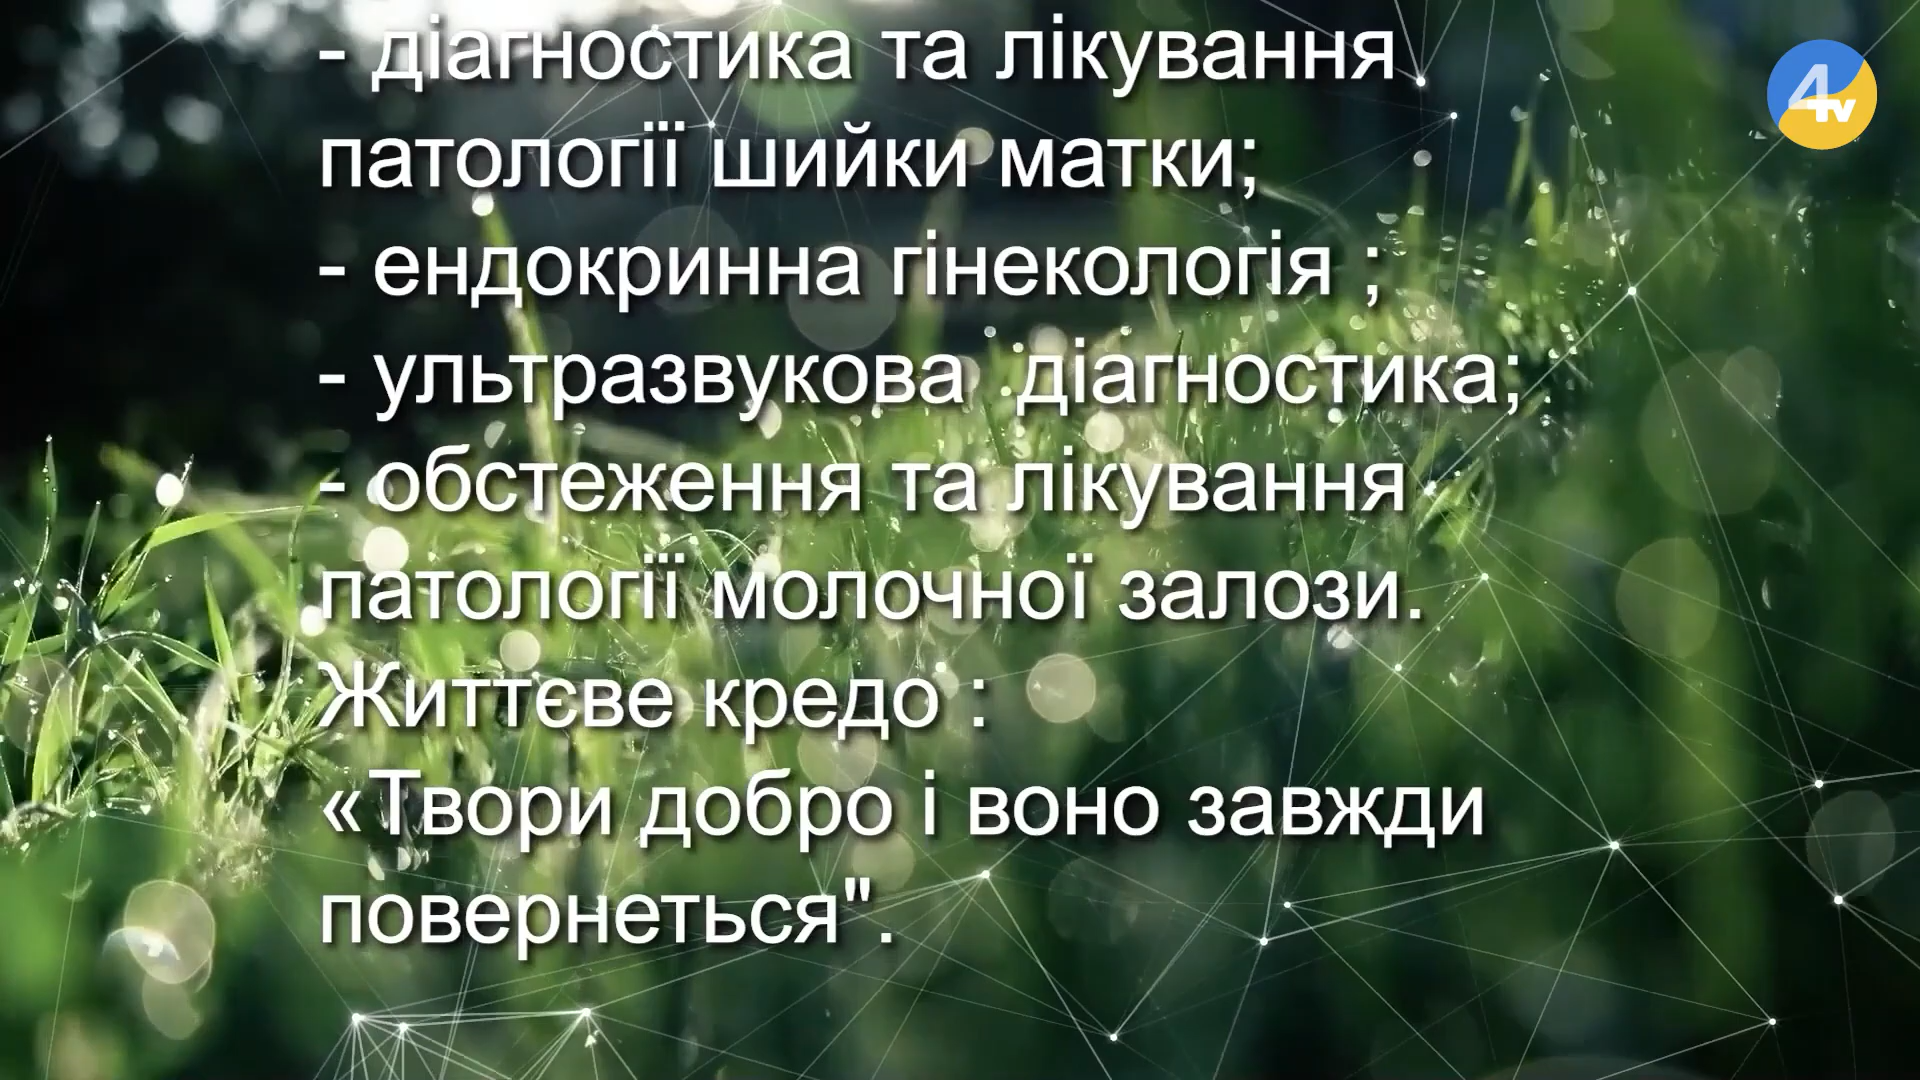 - діагностика та лікування
патології шийки матки;
- ендокринна гінекологія ;
- ультразвукова  діагностика;
- обстеження та лікування
патології молочної залози.
Життєве кредо :
«Твори добро і воно завжди
повернеться".
4tv